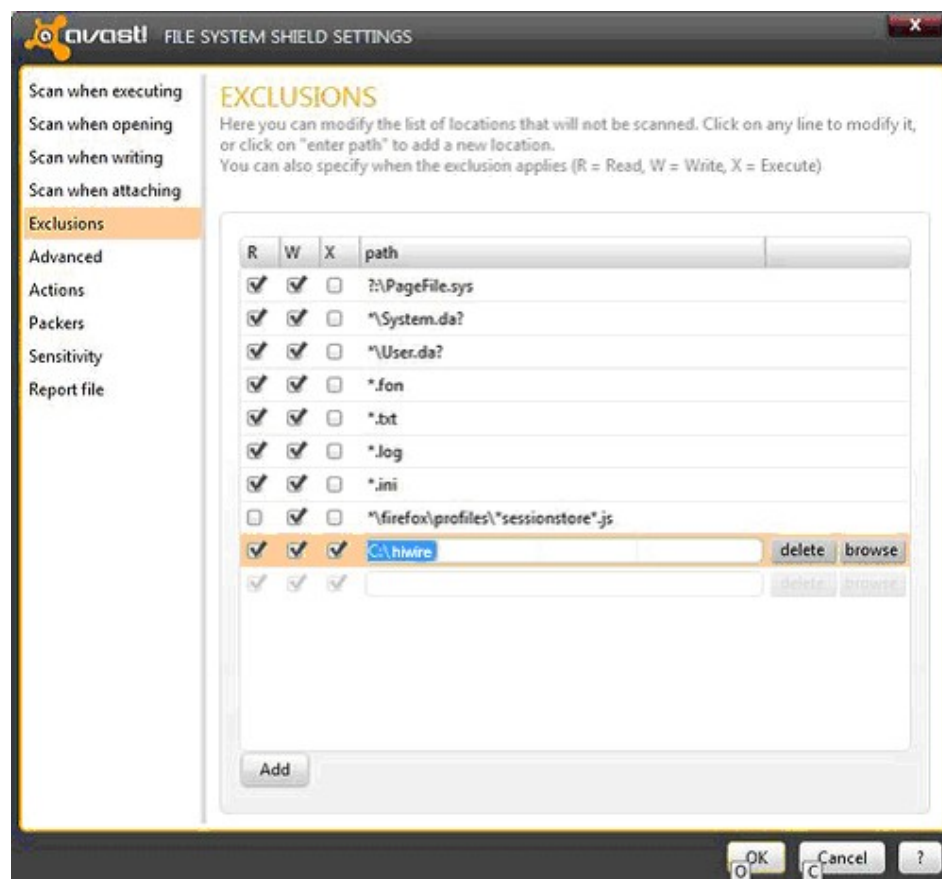 avast! FILE SYSTEM SHIELD SETTINGS X
Scan when executing
Scan when opening
Scan when writing
Scan when attaching
Exclusions
Advanced
Actions
Packers
Sensitivity
Report file
EXCLUSIONS
Here you can modify the list of locations that will not be scanned. Click on any line to modify it,
or click on "enter path" to add a new location.
You can also specify when the exclusion applies (R = Read, W = Write, X = Execute)
R W X path
?:\PageFile.sys
*\System.da?
*\User.da?
*.fon
*.txt
*.log
*.ini
*\firefox\profiles\*sessionstore*.js
C:\hiwire delete browse
delete browse
Add
OK Cancel ?
O C